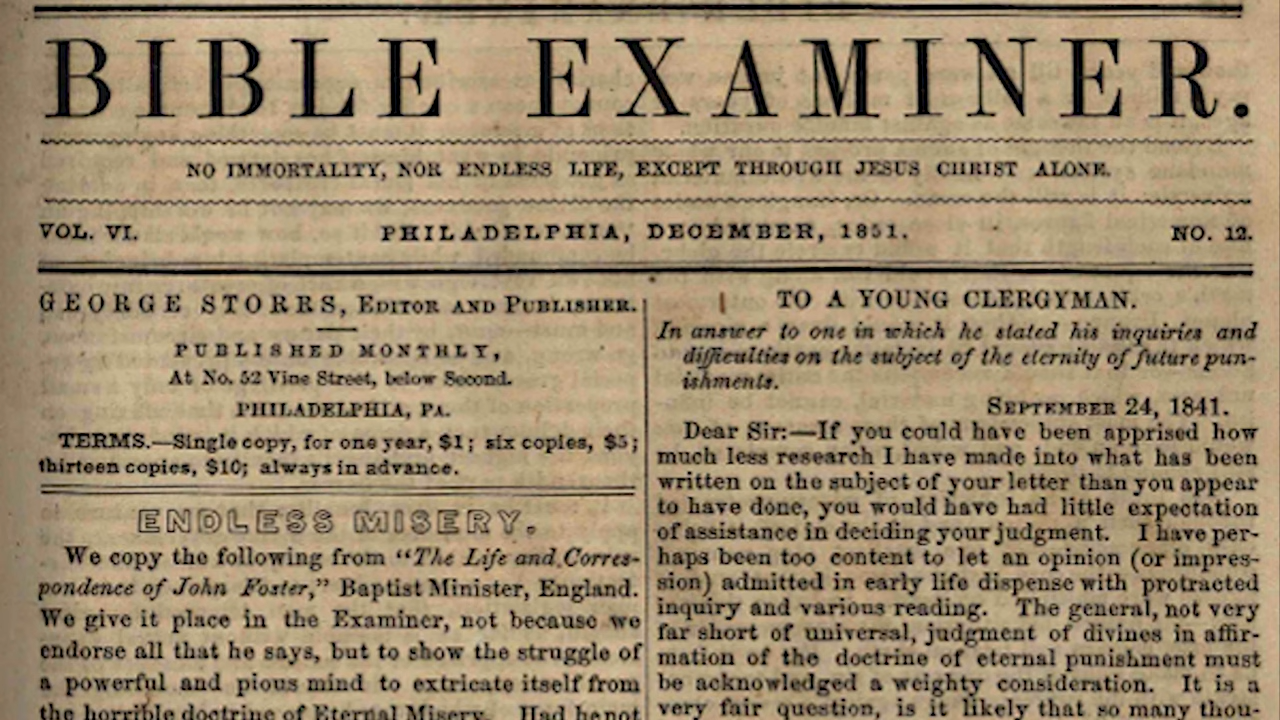 BIBLE EXAMINER.
NO IMMORTALITY, NOR ENDLESS LIFE, EXCEPT THROUGH JESUS CHRIST ALONE.
VOL. VI. PHILADELPHIA, DECEMBER, 1851. NO. 12.
GEORGE STORRS, EDITOR AND PUBLISHER.
PUBLISHED MONTHLY,
At No. 52 Vine Street, below Second.
PHILADELPHIA, PA.
TERMS.—Single copy, for one year, $1; six copies, $5;
thirteen copies, $10; always in advance.
ENDLESS MISERY.
We copy the following from "The Life and Corres-
pondence of John Foster," Baptist Minister, England.
We give it place in the Examiner, not because we
endorse all that he says, but to show the struggle of
a powerful and pious mind to extricate itself from
the horrible doctrine of Eternal Misery. Had he not
TO A YOUNG CLERGYMAN.
In answer to one in which he stated his inquiries and
difficulties on the subject of the eternity of future pun-
ishments.
SEPTEMBER 24, 1841.
Dear Sir:—If you could have been apprised how
much less research I have made into what has been
written on the subject of your letter than you appear
to have done, you would have had little expectation
of assistance in deciding your judgment. I have per-
haps been too content to let an opinion (or impres-
sion) admitted in early life dispense with protracted
inquiry and various reading. The general, not very
far short of universal, judgment of divines in affir-
mation of the doctrine of eternal punishment must
be acknowledged a weighty consideration. It is a
very fair question, is it likely that so many thou-